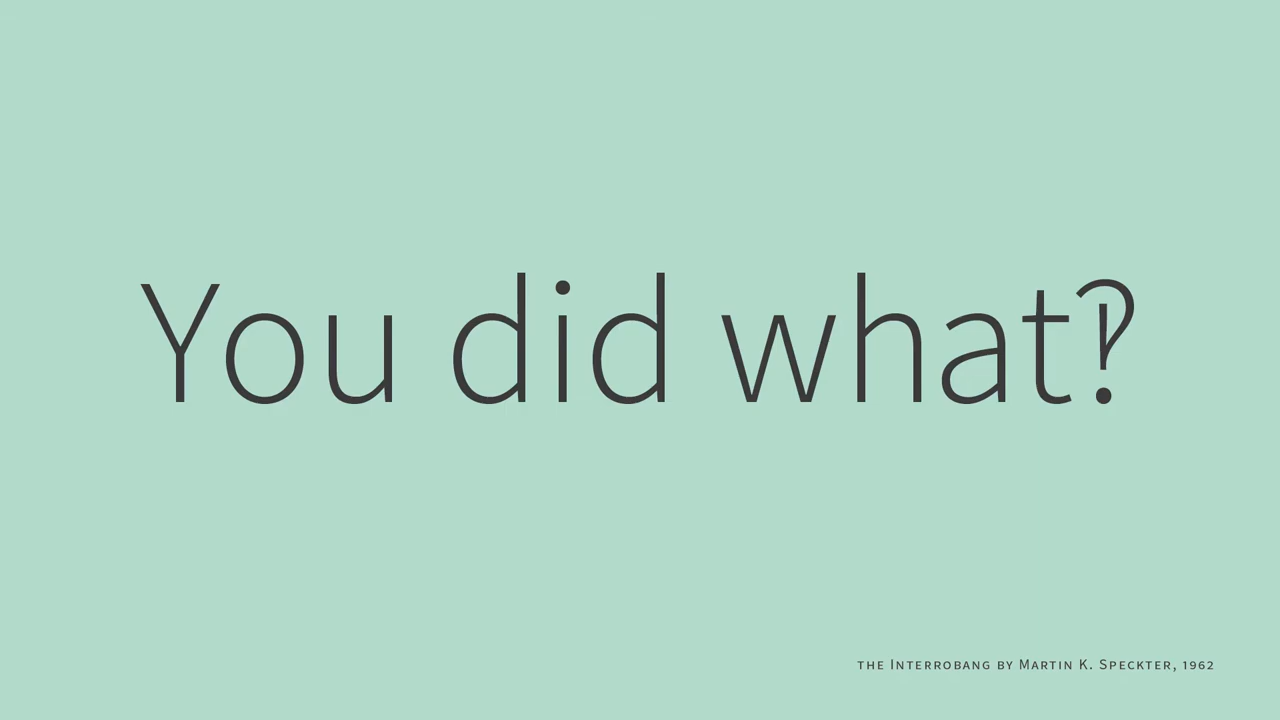 You did what‽
THE INTERROBANG BY MARTIN K. SPECKTER, 1962